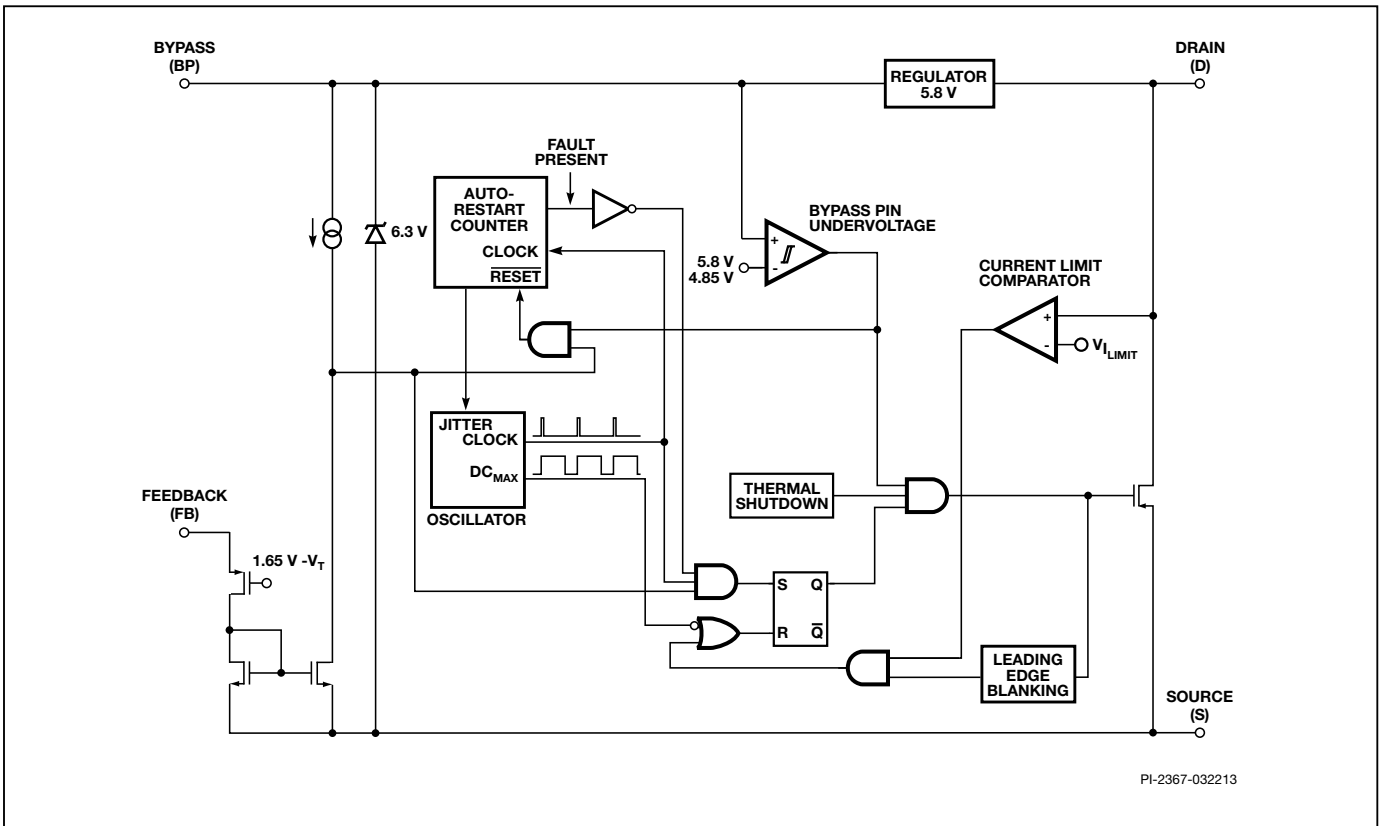 BYPASS
(BP)
DRAIN
(D)
REGULATOR
5.8 V
FAULT
PRESENT
AUTO-
RESTART
COUNTER
CLOCK
RESET
6.3 V
BYPASS PIN
UNDERVOLTAGE
+
-
5.8 V
4.85 V
CURRENT LIMIT
COMPARATOR
+
-
VILIMIT
JITTER
CLOCK
DCMAX
OSCILLATOR
THERMAL
SHUTDOWN
FEEDBACK
(FB)
1.65 V -VT
S Q
R Q
LEADING
EDGE
BLANKING
SOURCE
(S)
PI-2367-032213